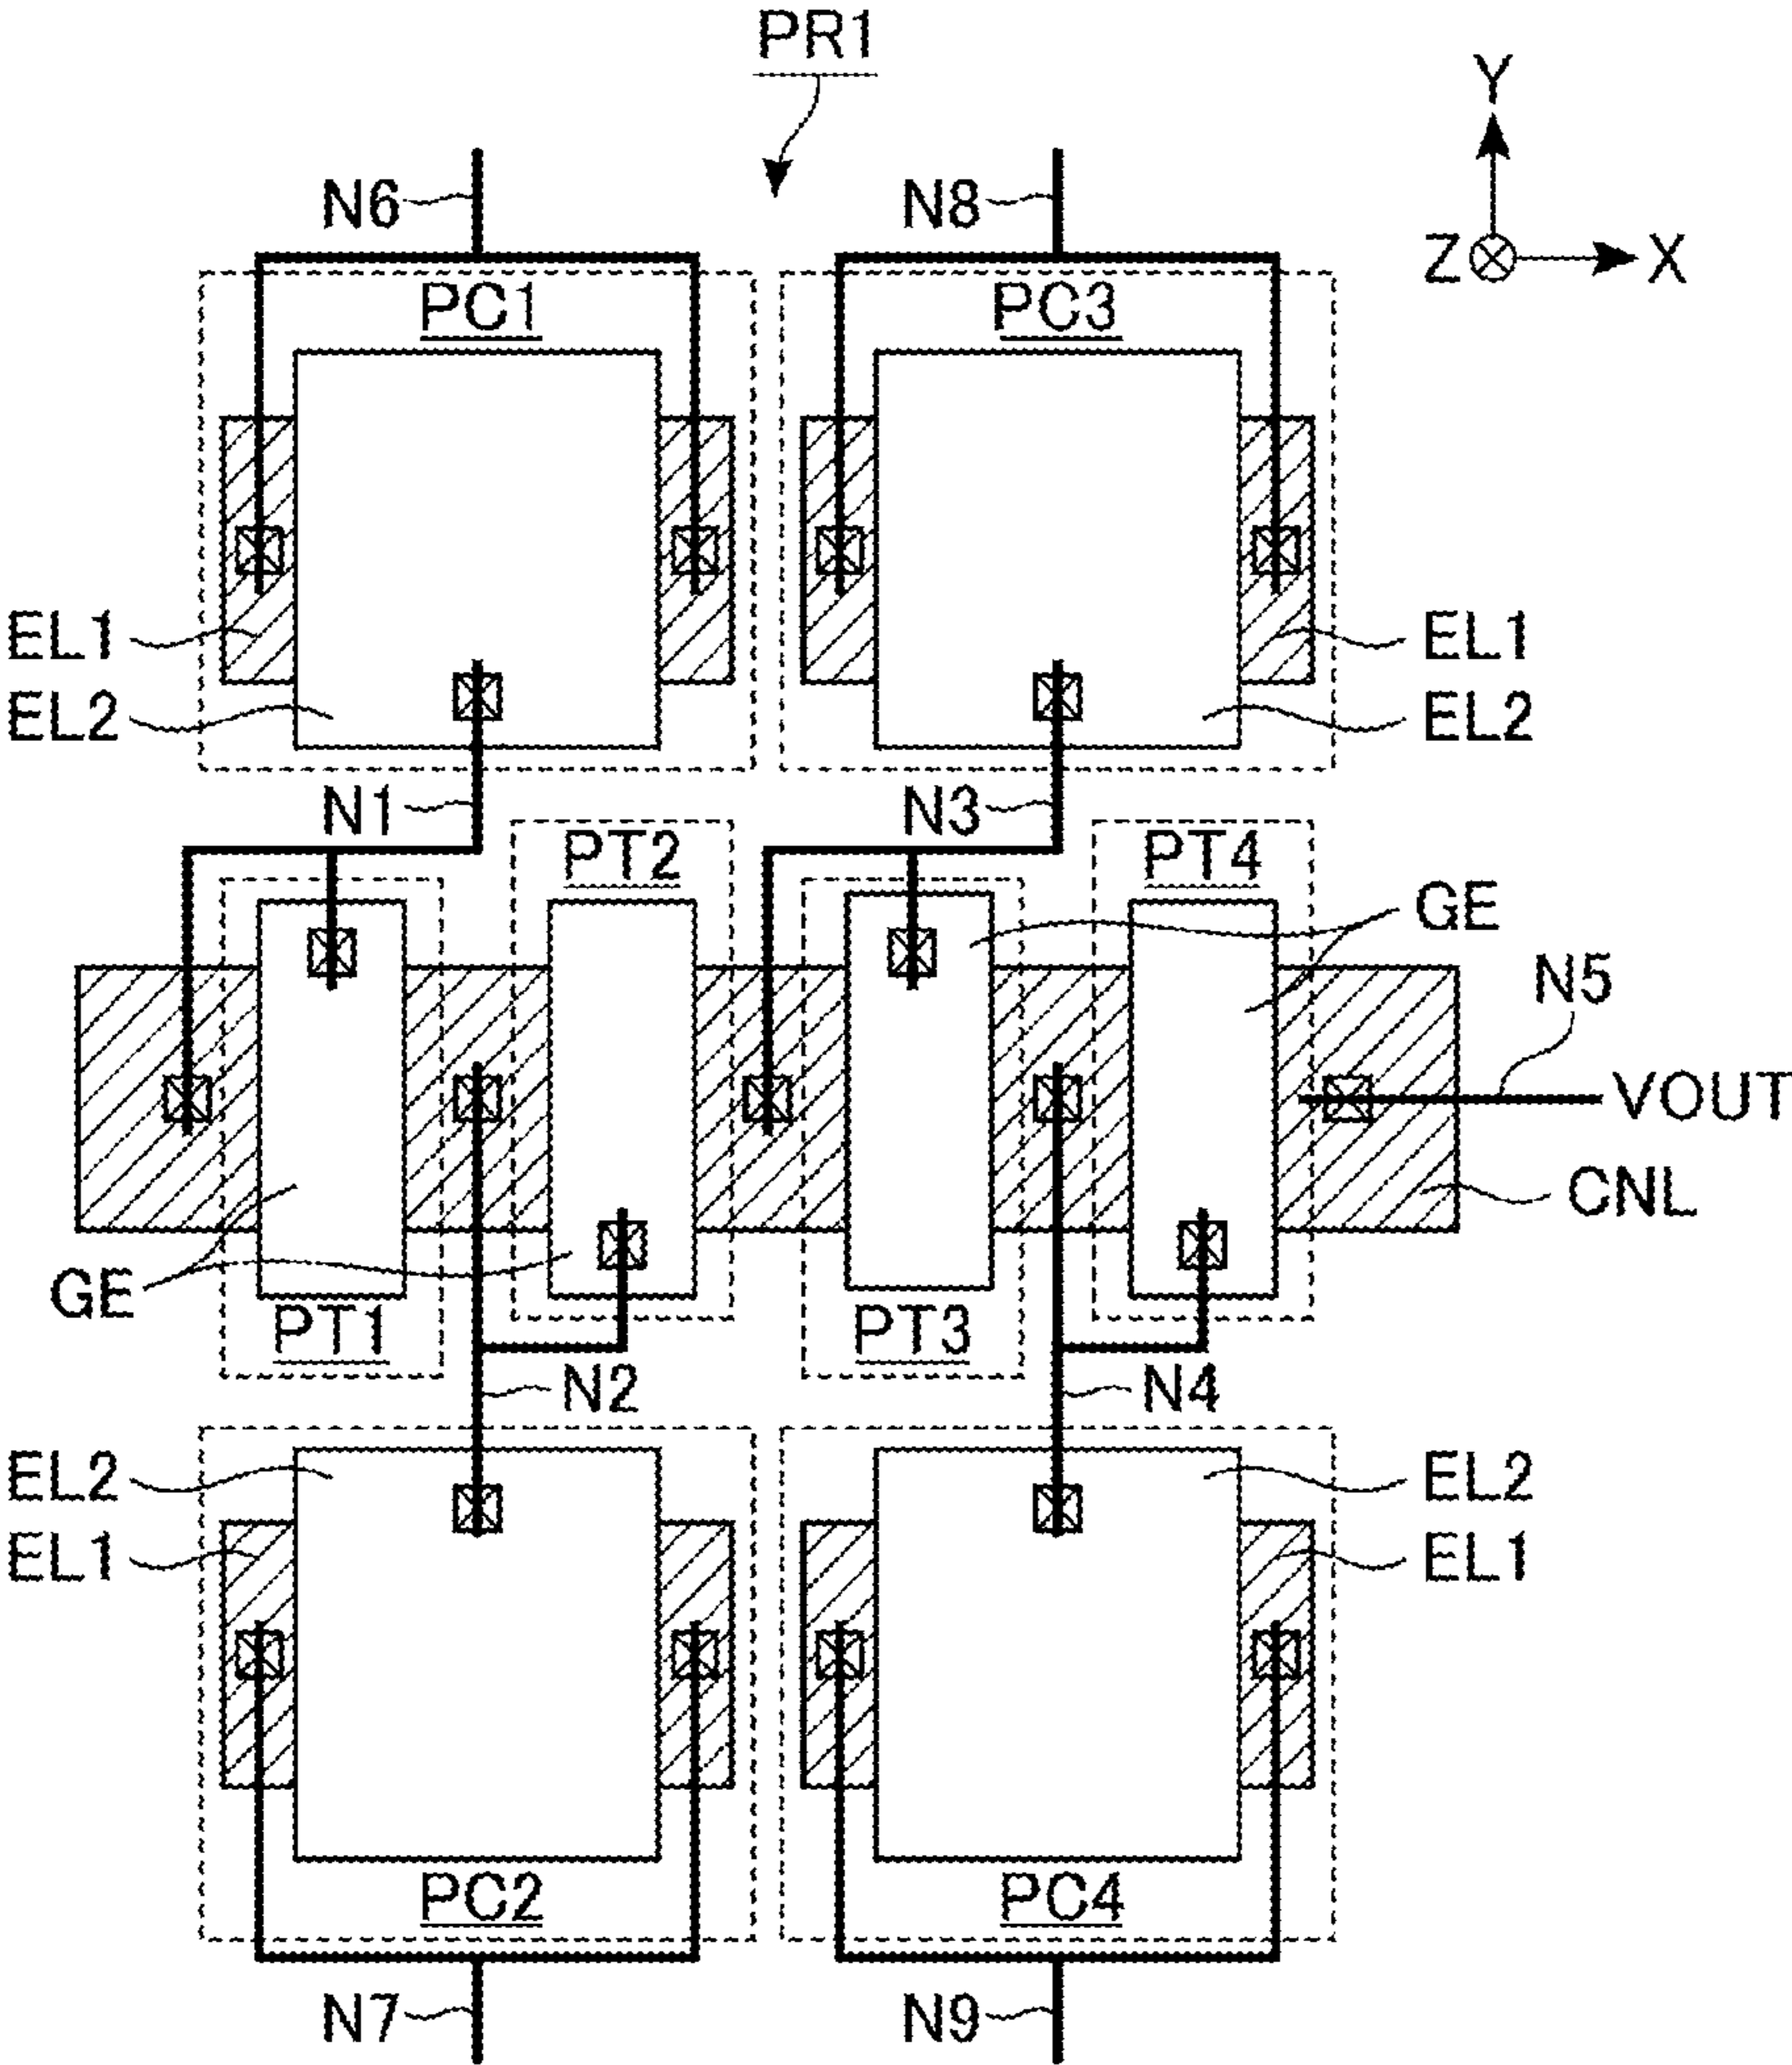 PR1
Y
N6
N8
Z
X
PC1
PC3
EL1
EL1
EL2
EL2
N1
N3
PT2
PT4
GE
N5
VOUT
CNL
GE
PT1
PT3
N2
N4
EL2
EL2
EL1
EL1
PC2
PC4
N7
N9